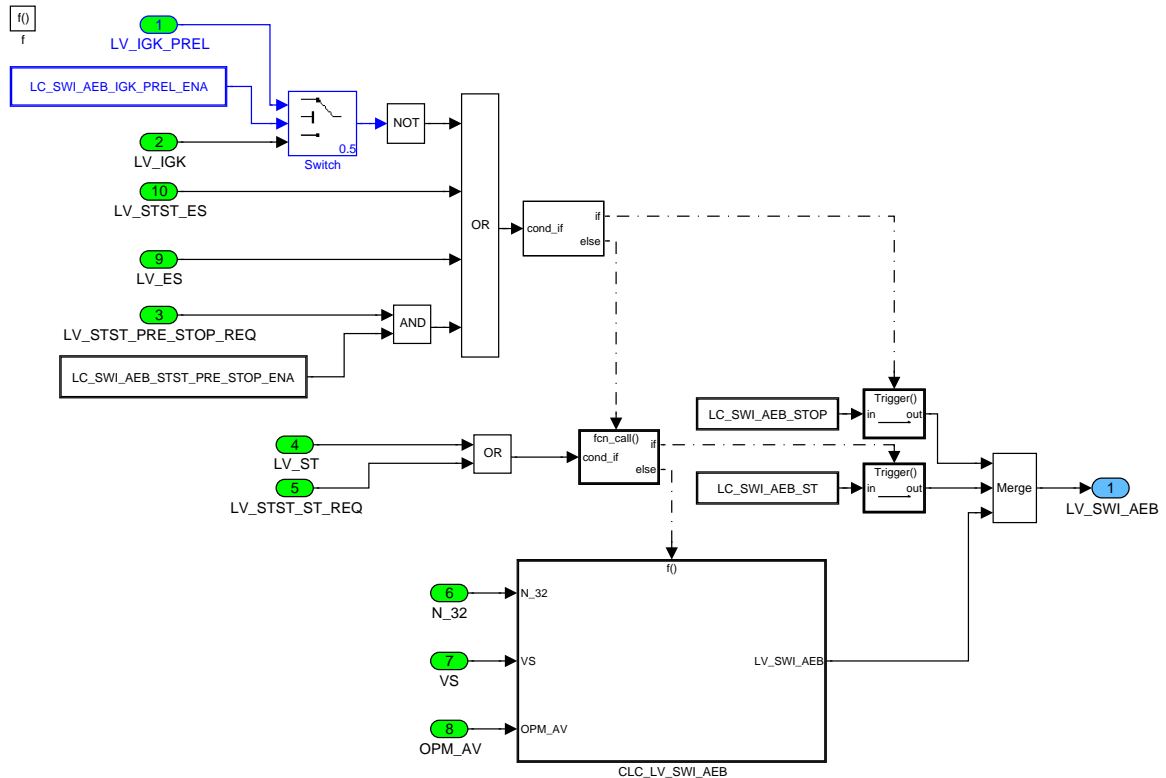 f()
f
1
LV_IGK_PREL
LC_SWI_AEB_IGK_PREL_ENA
NOT
2
LV_IGK
0.5
Switch
10
LV_STST_ES
OR
cond_if
if
else
9
LV_ES
3
LV_STST_PRE_STOP_REQ
AND
LC_SWI_AEB_STST_PRE_STOP_ENA
LC_SWI_AEB_STOP
Trigger()
in
out
4
LV_ST
OR
5
LV_STST_ST_REQ
fcn_call()
cond_if
if
else
LC_SWI_AEB_ST
Trigger()
in
out
Merge
1
LV_SWI_AEB
f()
6
N_32
N_32
7
VS
VS
LV_SWI_AEB
8
OPM_AV
OPM_AV
CLC_LV_SWI_AEB